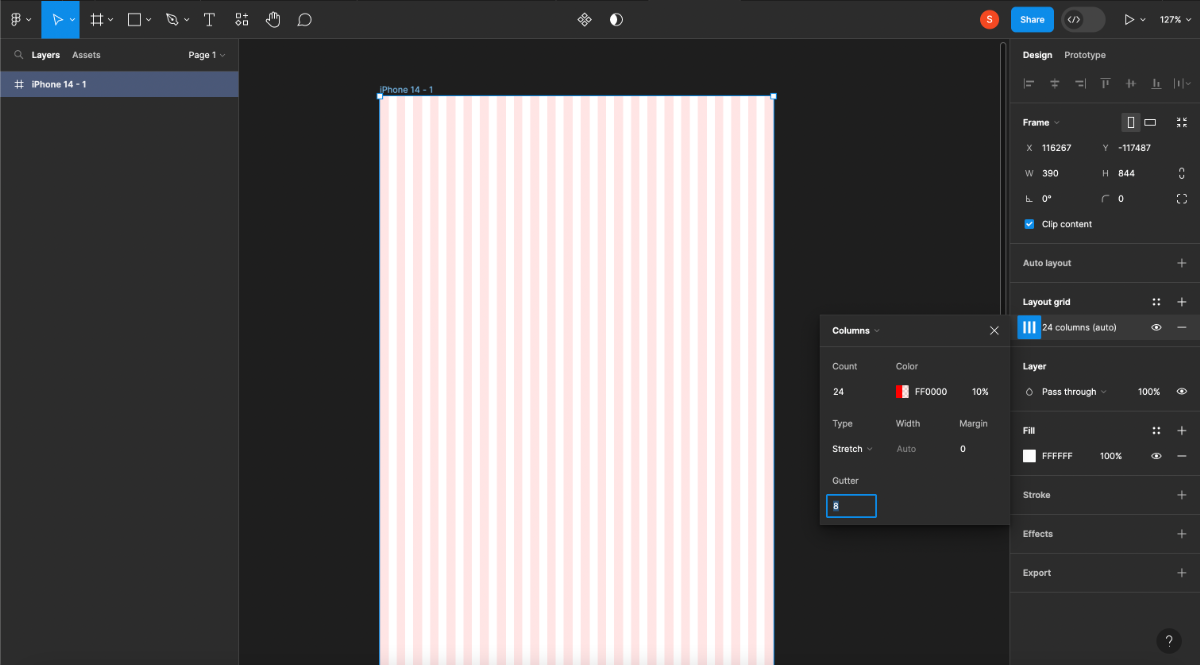 S
Share
127%
Layers
Assets
Page 1
iPhone 14 - 1
iPhone 14 - 1
Design
Prototype
Frame
X 116267 Y -117487
W 390 H 844
0° 0
Clip content
Auto layout
Layout grid
24 columns (auto)
Columns
Count Color
24 FF0000 10%
Type Width Margin
Stretch Auto 0
Gutter
8
Layer
Pass through 100%
Fill
FFFFFF 100%
Stroke
Effects
Export
?